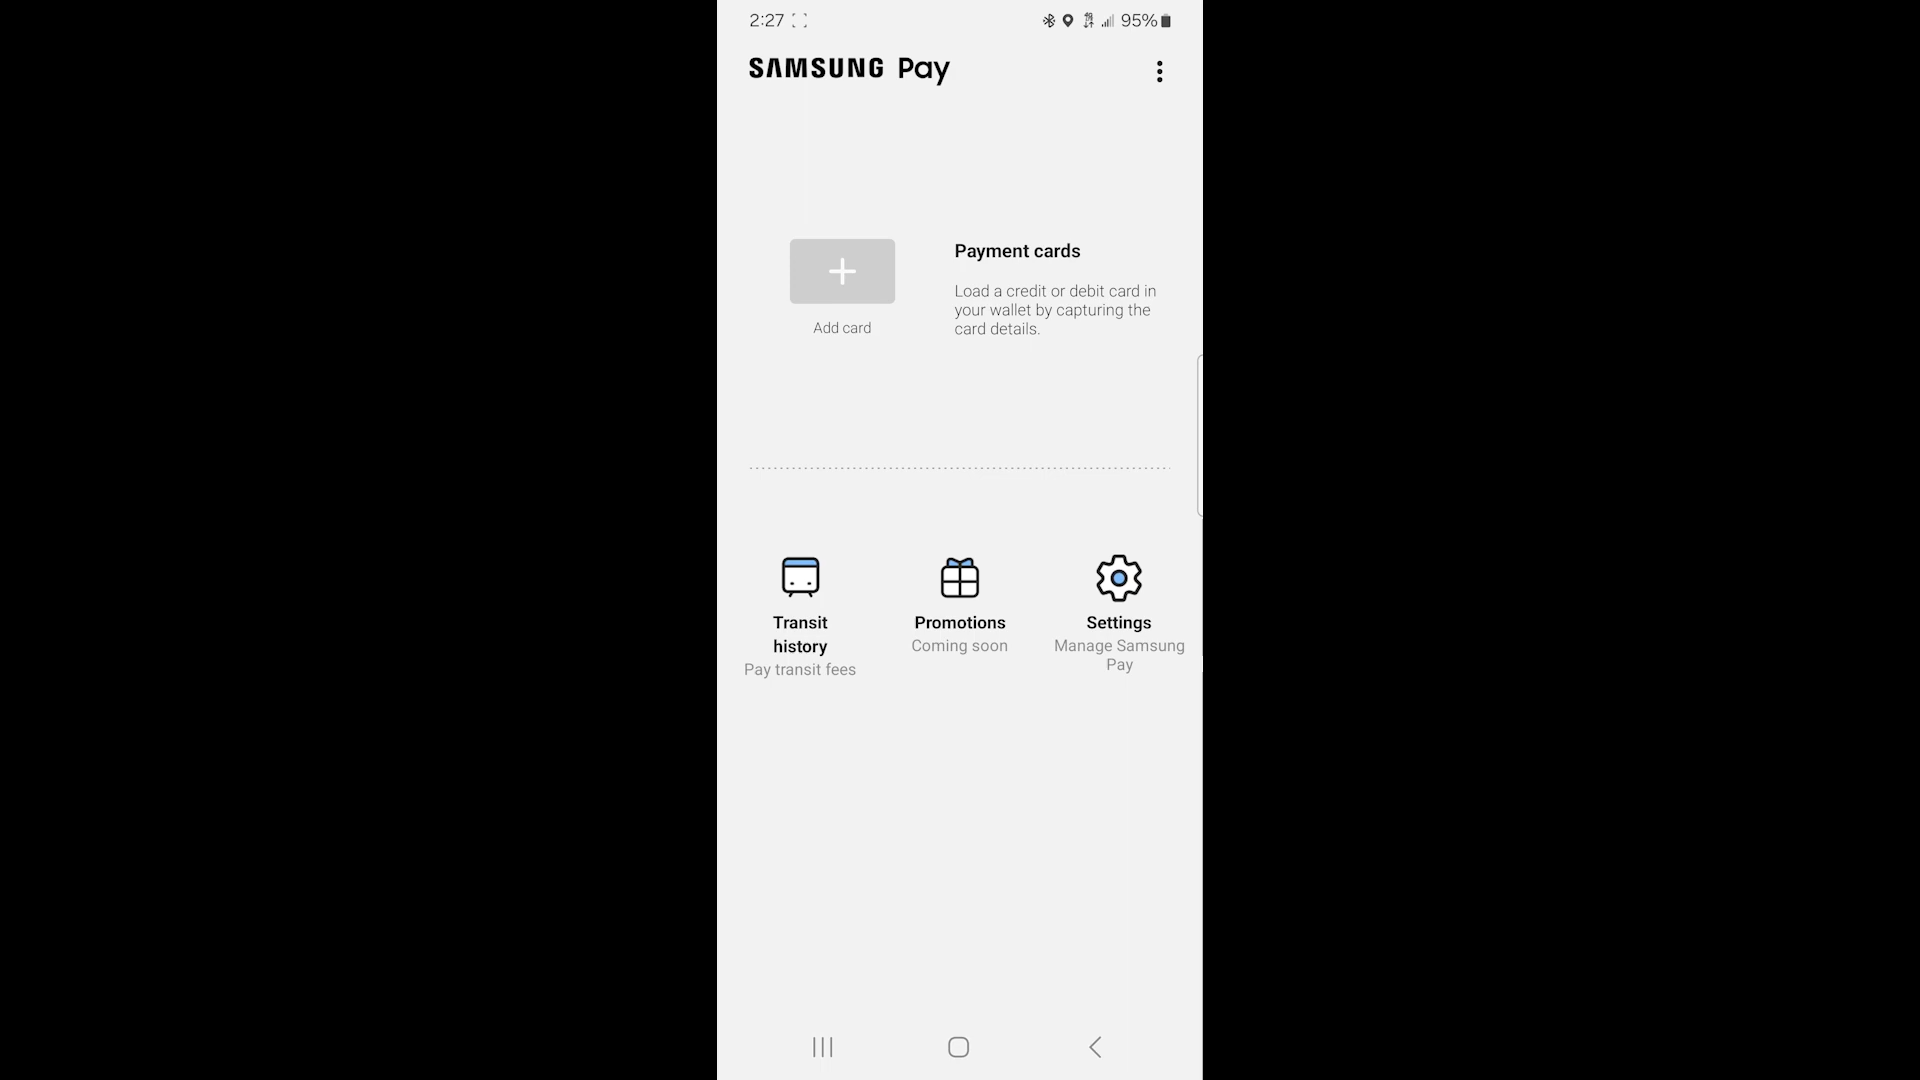 2:27
95%
SAMSUNG Pay
Payment cards
Load a credit or debit card in
your wallet by capturing the
card details.
Add card
Transit
history
Pay transit fees
Promotions
Coming soon
Settings
Manage Samsung
Pay